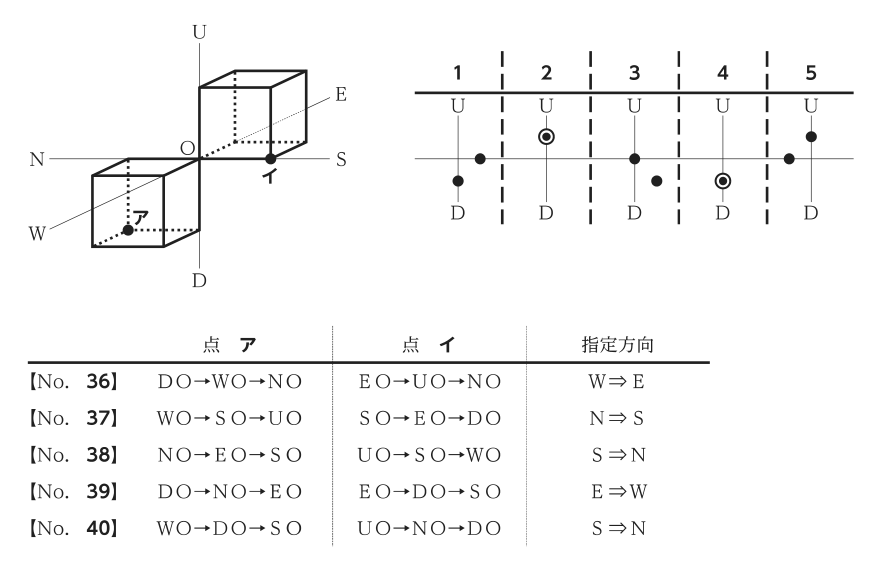 U
E
O
N
S
イ
ア
W
D
1 2 3 4 5
U U U U U
D D D D D
点 ア 点 イ 指定方向
【No. 36】 DO→WO→NO EO→UO→NO W⇒E
【No. 37】 WO→SO→UO SO→EO→DO N⇒S
【No. 38】 NO→EO→SO UO→SO→WO S⇒N
【No. 39】 DO→NO→EO EO→DO→SO E⇒W
【No. 40】 WO→DO→SO UO→NO→DO S⇒N